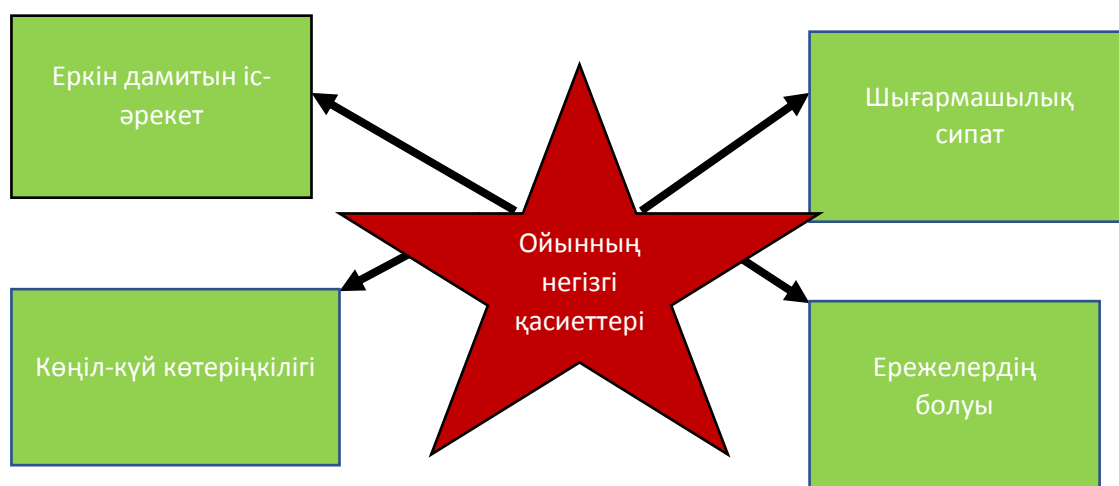 Еркін дамитын іс-
әрекет
Шығармашылық
сипат
Ойынның
негізгі
қасиеттері
Көңіл-күй көтеріңкілігі
Ережелердің
болуы